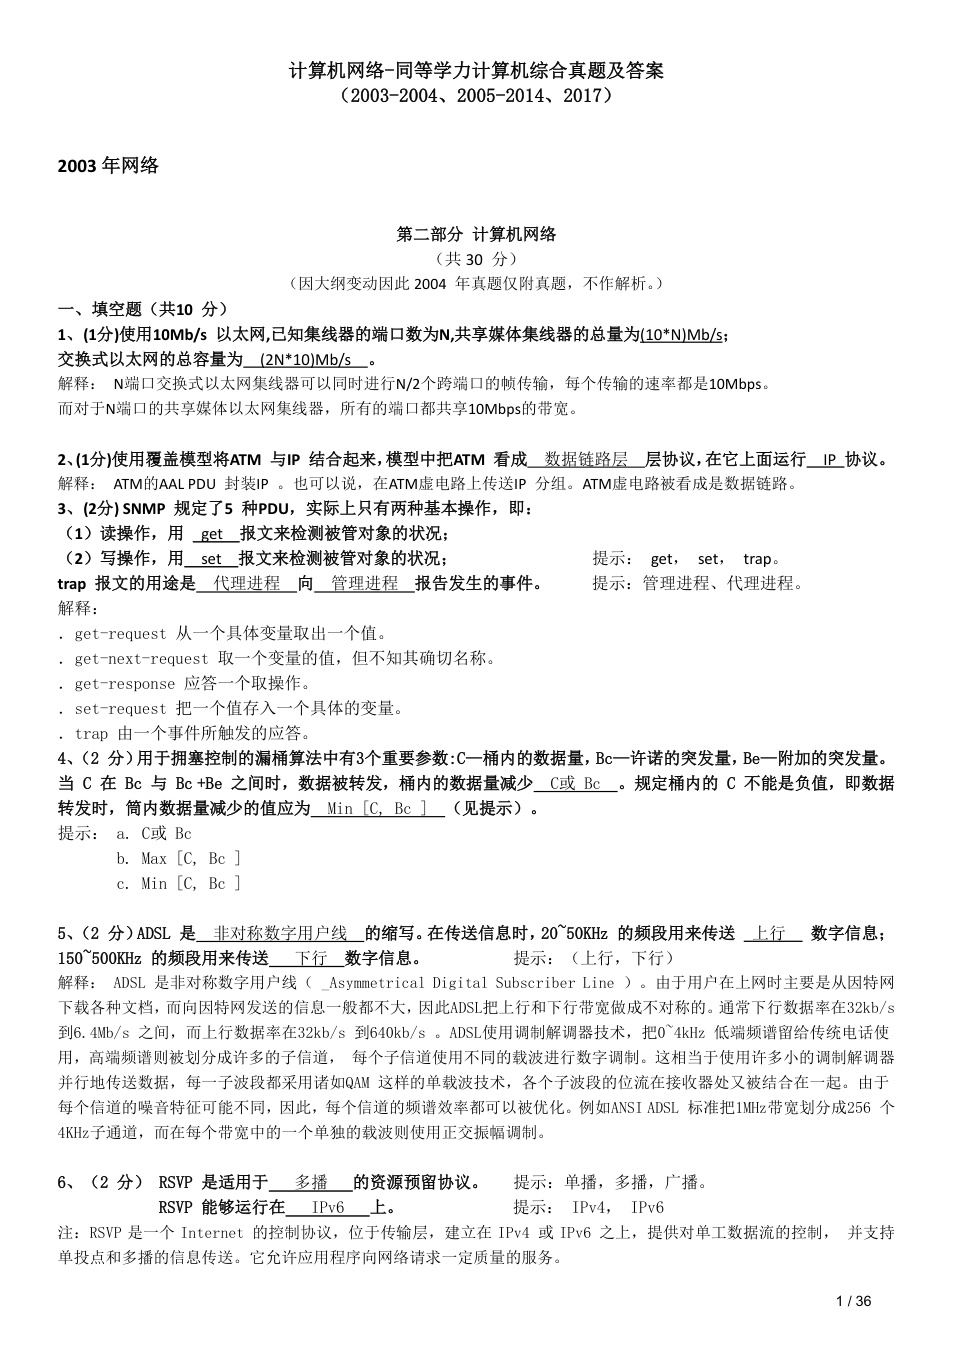 计算机网络-同等学力计算机综合真题及答案
（2003-2004、2005-2014、2017）
2003 年网络
第二部分 计算机网络
（共 30 分）
（因大纲变动因此 2004 年真题仅附真题，不作解析。）
一、填空题（共10 分）
1、(1分)使用10Mb/s 以太网,已知集线器的端口数为N,共享媒体集线器的总量为(10*N)Mb/s；
交换式以太网的总容量为 (2N*10)Mb/s 。
解释： N端口交换式以太网集线器可以同时进行N/2个跨端口的帧传输，每个传输的速率都是10Mbps。
而对于N端口的共享媒体以太网集线器，所有的端口都共享10Mbps的带宽。
2、(1分)使用覆盖模型将ATM 与IP 结合起来，模型中把ATM 看成 数据链路层 层协议，在它上面运行 IP 协议。
解释： ATM的AAL PDU 封装IP 。也可以说，在ATM虚电路上传送IP 分组。ATM虚电路被看成是数据链路。
3、(2分) SNMP 规定了5 种PDU，实际上只有两种基本操作，即：
（1）读操作，用 get 报文来检测被管对象的状况；
（2）写操作，用 set 报文来检测被管对象的状况； 提示： get， set， trap。
trap 报文的用途是 代理进程 向 管理进程 报告发生的事件。 提示：管理进程、代理进程。
解释：
. get-request 从一个具体变量取出一个值。
. get-next-request 取一个变量的值，但不知其确切名称。
. get-response 应答一个取操作。
. set-request 把一个值存入一个具体的变量。
. trap 由一个事件所触发的应答。
4、（2 分）用于拥塞控制的漏桶算法中有3个重要参数:C—桶内的数据量，Bc—许诺的突发量，Be—附加的突发量。
当 C 在 Bc 与 Bc +Be 之间时，数据被转发，桶内的数据量减少 C或 Bc 。规定桶内的 C 不能是负值，即数据
转发时，筒内数据量减少的值应为 Min [C, Bc ] （见提示）。
提示： a. C或 Bc
b. Max [C, Bc ]
c. Min [C, Bc ]
5、（2 分）ADSL 是 非对称数字用户线 的缩写。在传送信息时，20~50KHz 的频段用来传送 上行 数字信息；
150~500KHz 的频段用来传送 下行 数字信息。 提示：（上行，下行）
解释： ADSL 是非对称数字用户线（ _Asymmetrical Digital Subscriber Line ）。由于用户在上网时主要是从因特网
下载各种文档，而向因特网发送的信息一般都不大，因此ADSL把上行和下行带宽做成不对称的。通常下行数据率在32kb/s
到6.4Mb/s 之间，而上行数据率在32kb/s 到640kb/s 。ADSL使用调制解调器技术，把0~4kHz 低端频谱留给传统电话使
用，高端频谱则被划分成许多的子信道， 每个子信道使用不同的载波进行数字调制。这相当于使用许多小的调制解调器
并行地传送数据，每一子波段都采用诸如QAM 这样的单载波技术，各个子波段的位流在接收器处又被结合在一起。由于
每个信道的噪音特征可能不同，因此，每个信道的频谱效率都可以被优化。例如ANSI ADSL 标准把1MHz带宽划分成256 个
4KHz子通道，而在每个带宽中的一个单独的载波则使用正交振幅调制。
6、（2 分） RSVP 是适用于 多播 的资源预留协议。 提示：单播，多播，广播。
RSVP 能够运行在 IPv6 上。 提示： IPv4， IPv6
注：RSVP 是一个 Internet 的控制协议，位于传输层，建立在 IPv4 或 IPv6 之上，提供对单工数据流的控制， 并支持
单投点和多播的信息传送。它允许应用程序向网络请求一定质量的服务。
1 / 36